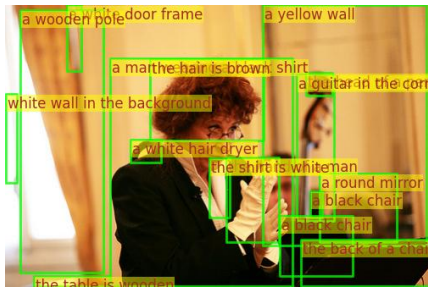 a white door frame
a wooden pole
a yellow wall
a man
the hair is brown
shirt
a guitar in the corn
white wall in the background
a white hair dryer
the shirt is white
man
a round mirror
a black chair
a black chair
the back of a chai
the table is wooden